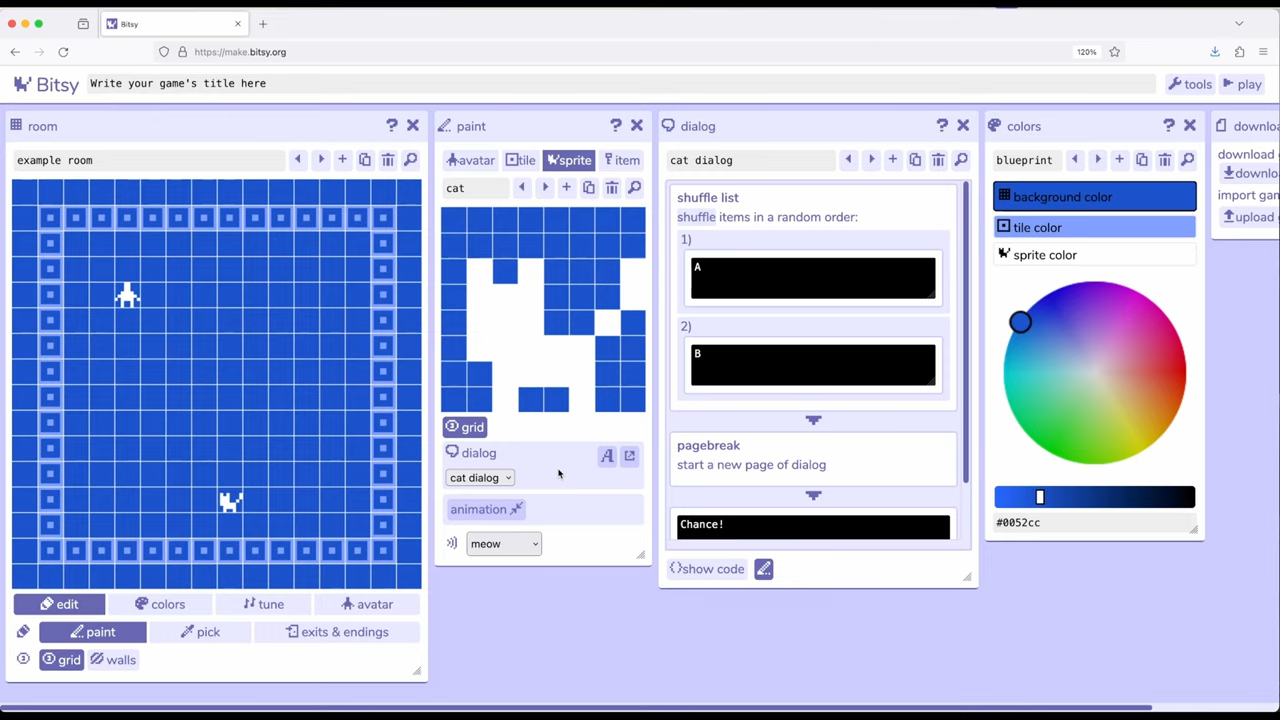 Bitsy
https://make.bitsy.org
120%
Bitsy
Write your game's title here
tools
play
room
example room
edit
colors
tune
avatar
paint
pick
exits & endings
grid
walls
paint
avatar
tile
sprite
item
cat
grid
dialog
A
cat dialog
animation
meow
dialog
cat dialog
shuffle list
shuffle items in a random order:
1)
A
2)
B
pagebreak
start a new page of dialog
Chance!
show code
colors
blueprint
background color
tile color
sprite color
#0052cc
downloa
download
downlo
import gan
upload